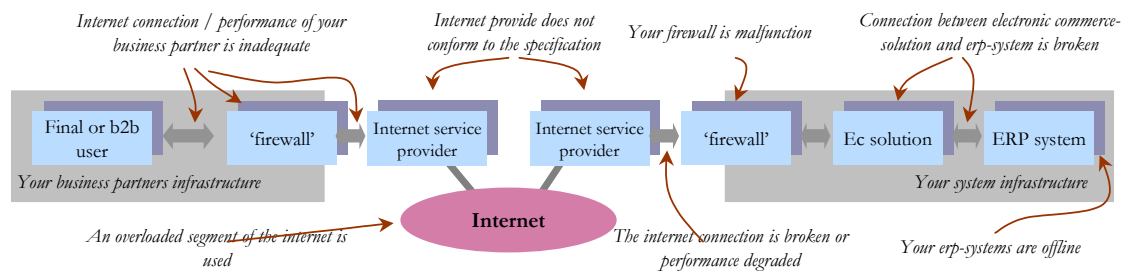 Internet connection / performance of your
business partner is inadequate
Internet provide does not
conform to the specification
Your firewall is malfunction
Connection between electronic commerce-
solution and erp-system is broken
Final or b2b
user
‘firewall’
Internet service
provider
Internet service
provider
‘firewall’
Ec solution
ERP system
Your business partners infrastructure
Your system infrastructure
Internet
An overloaded segment of the internet is
used
The internet connection is broken or
performance degraded
Your erp-systems are offline